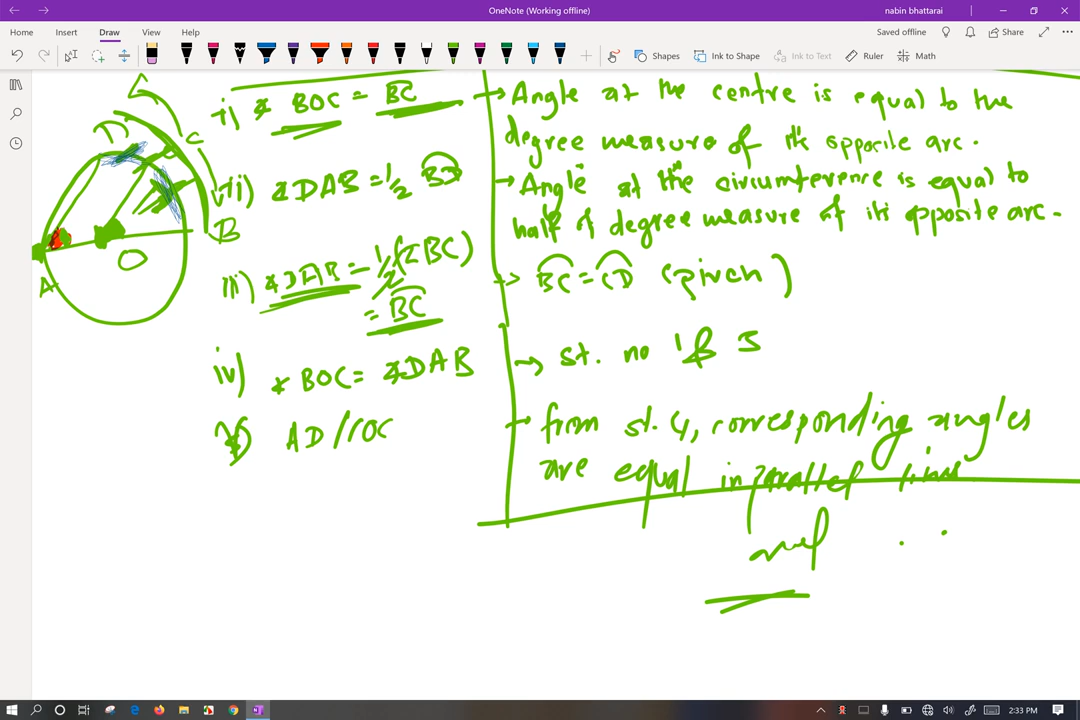 OneNote (Working offline)
nabin bhattarai
Home Insert Draw View Help
Saved offline
Share
Shapes Ink to Shape Ink to Text Ruler Math
i) ∡ BOC = BC → Angle at the centre is equal to the
degree measure of it's opposite arc.
ii) ∡DAB = 1/2 BD → Angle at the circumference is equal to
half of degree measure of it's opposite arc.
iii) ∡DAB = 1/2 (2 BC) → BC = CD (given)
= BC
iv) ∡ BOC = ∡DAB → st. no 1 & 3
v) AD // OC → from st. 4, corresponding angles
are equal in parallel lines
D C
B
O
A
2:33 PM